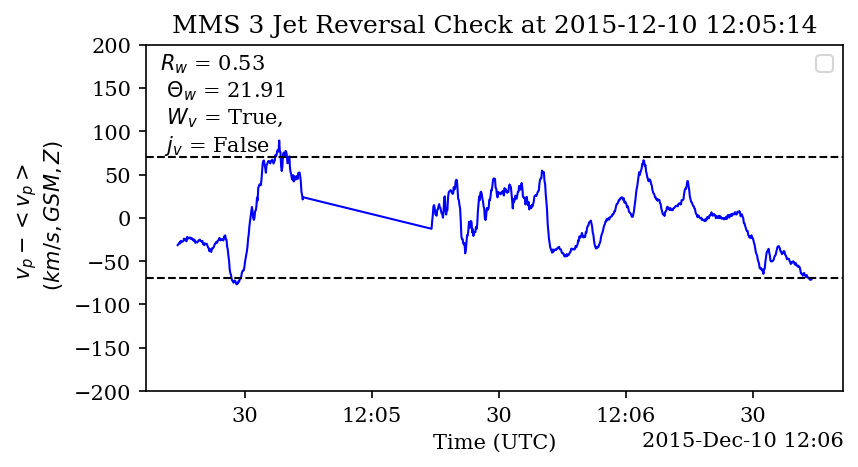 MMS 3 Jet Reversal Check at 2015-12-10 12:05:14
R_w = 0.53
Θ_w = 21.91
W_v = True,
j_v = False
200
150
100
50
0
−50
−100
−150
−200
v_p − < v_p >
(km/s, GSM, Z)
30
12:05
30
12:06
30
Time (UTC)
2015-Dec-10 12:06